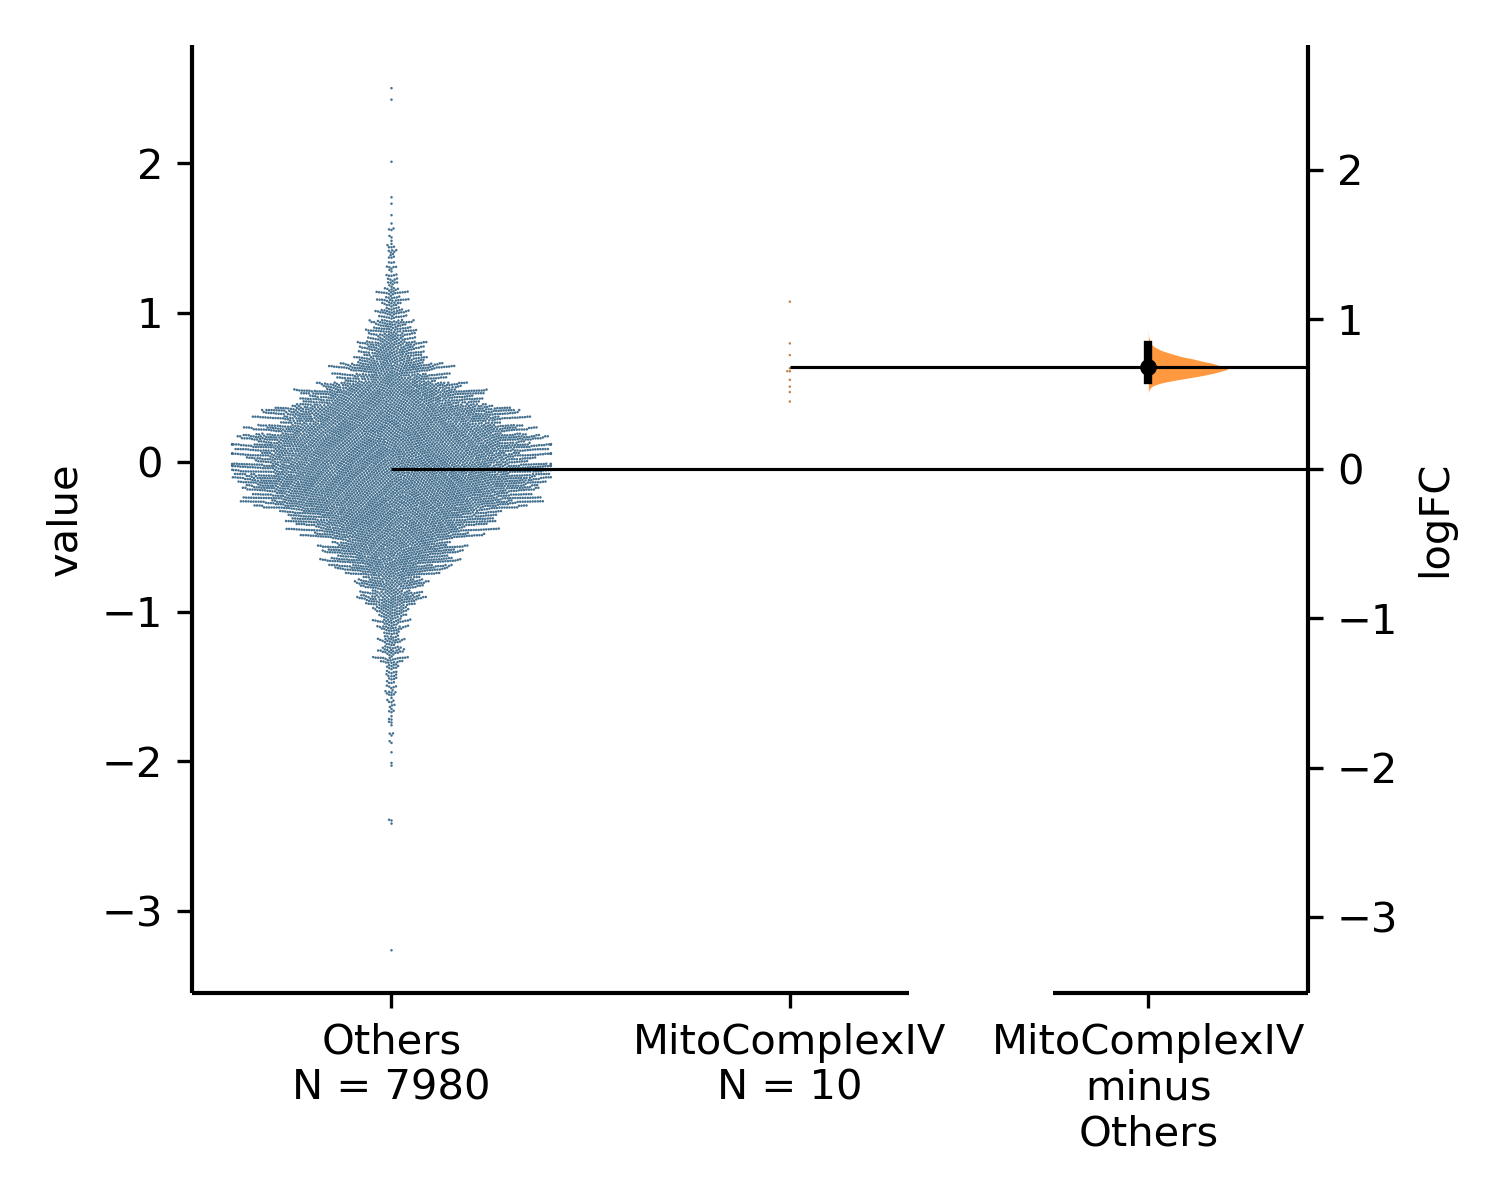 value
2
1
0
−1
−2
−3
2
1
0
−1
−2
−3
logFC
Others
N = 7980
MitoComplexIV
N = 10
MitoComplexIV
minus
Others